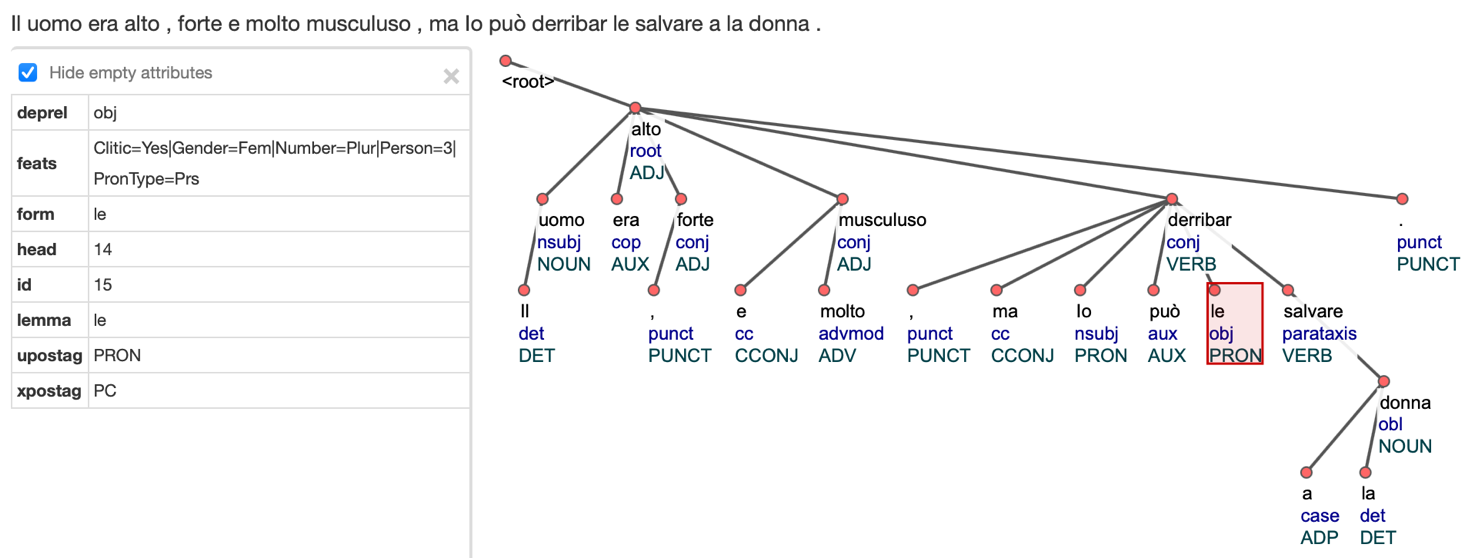 Il uomo era alto , forte e molto musculuso , ma Io può derribar le salvare a la donna .
Hide empty attributes ×
deprel obj
feats Clitic=Yes|Gender=Fem|Number=Plur|Person=3|
PronType=Prs
form le
head 14
id 15
lemma le
upostag PRON
xpostag PC
<root>
alto
root
ADJ
uomo era forte musculuso derribar .
nsubj cop conj conj conj punct
NOUN AUX ADJ ADJ VERB PUNCT
Il , e molto , ma Io può le salvare
det punct cc advmod punct cc nsubj aux obj parataxis
DET PUNCT CCONJ ADV PUNCT CCONJ PRON AUX PRON VERB
donna
obl
NOUN
a la
case det
ADP DET